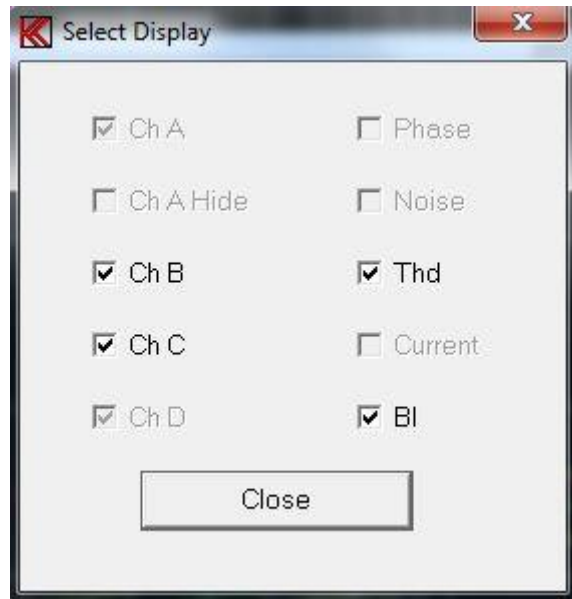 Select Display
Ch A
Phase
Ch A Hide
Noise
Ch B
Thd
Ch C
Current
Ch D
Bl
Close